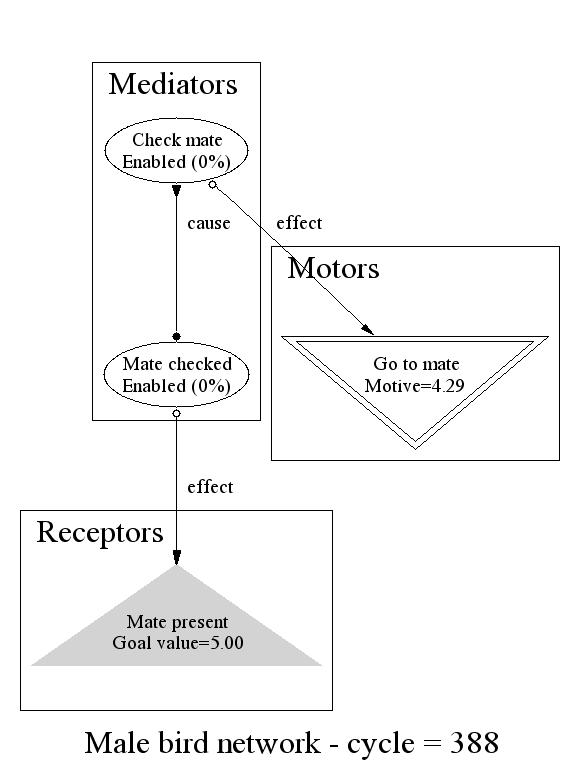 Mediators
Check mate
Enabled (0%)
cause
effect
Motors
Mate checked
Enabled (0%)
Go to mate
Motive=4.29
effect
Receptors
Mate present
Goal value=5.00
Male bird network - cycle = 388